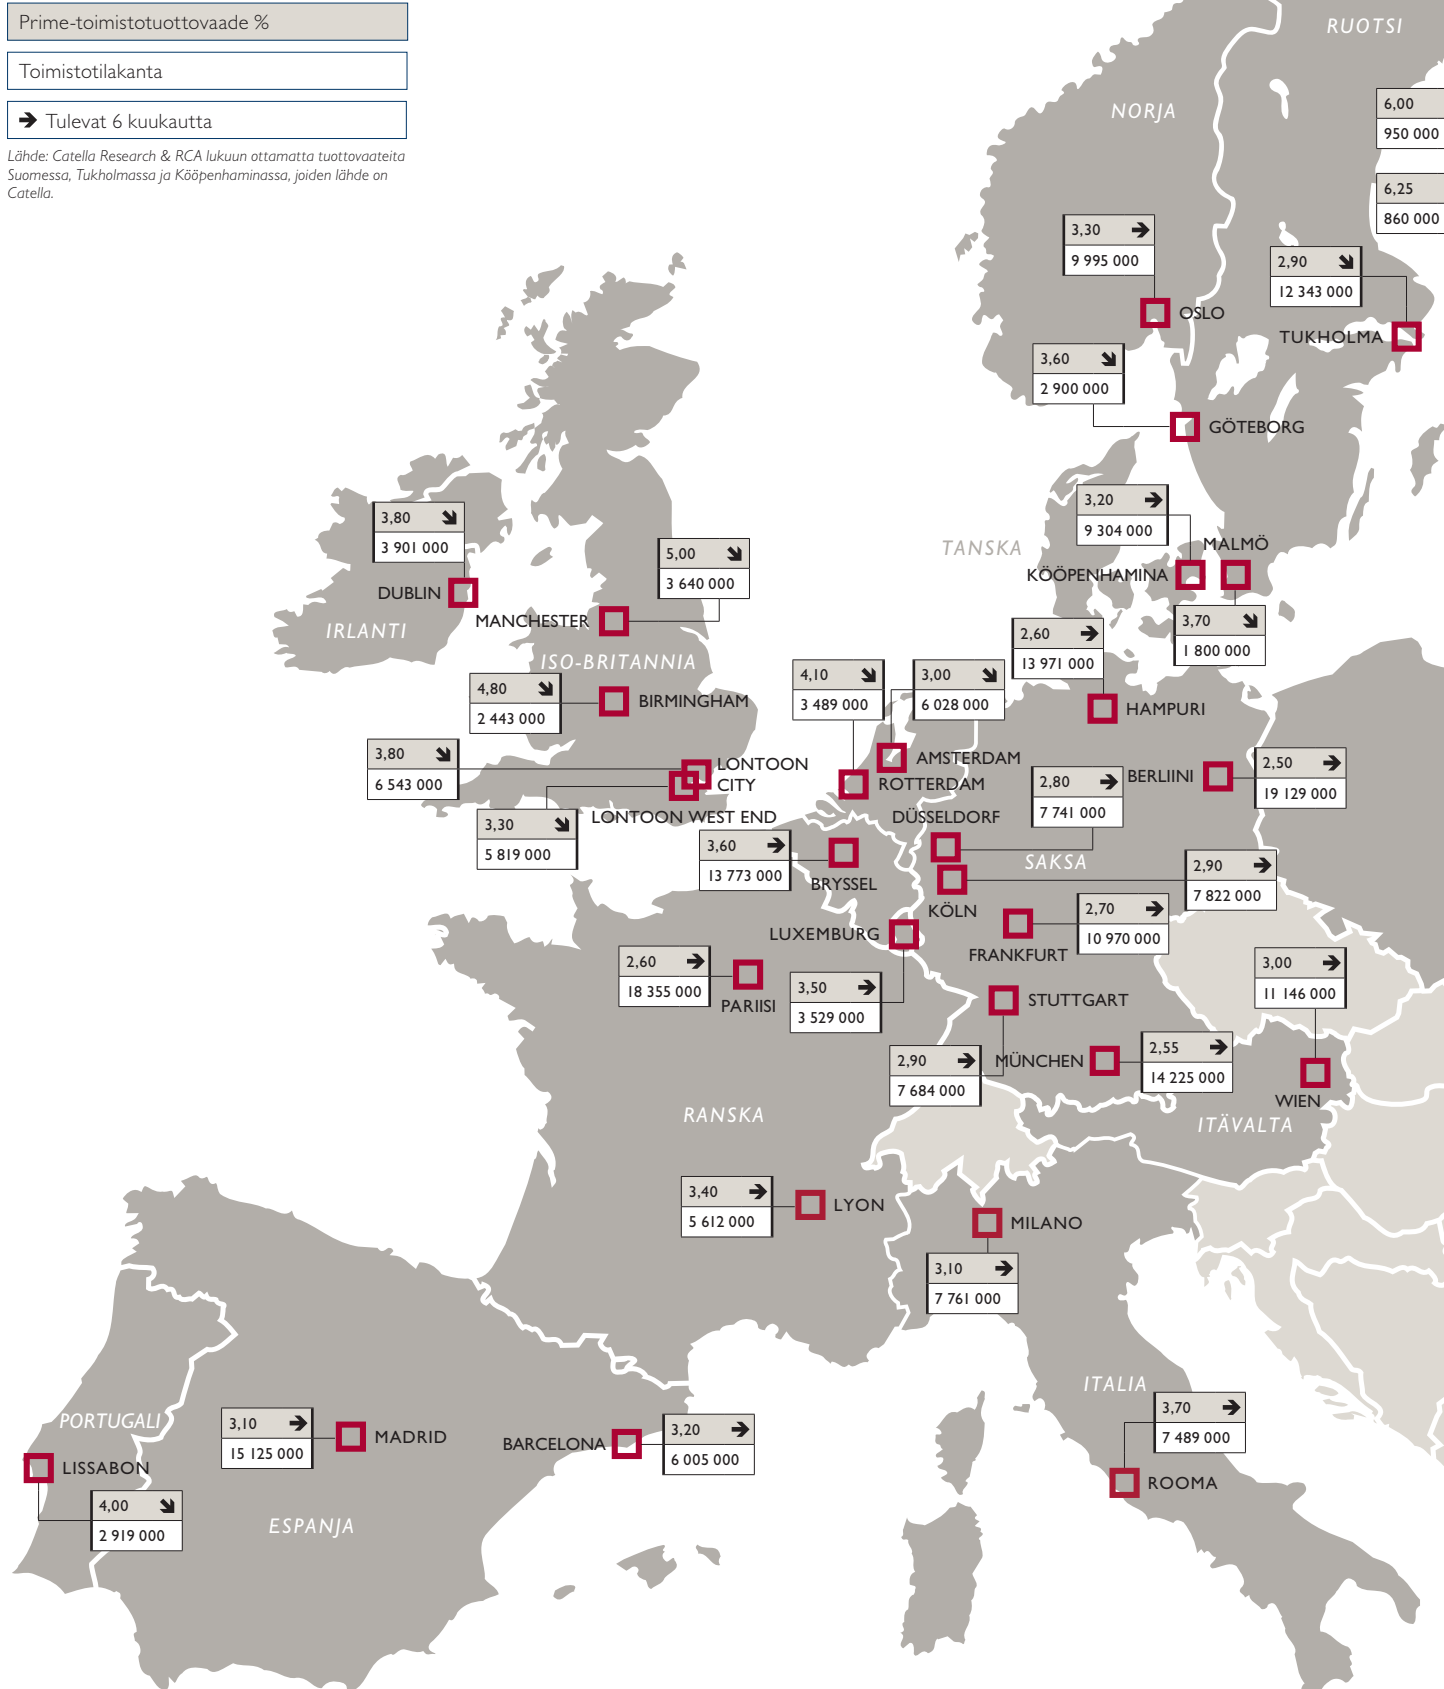 Prime-toimistotuottovaade %
Toimistotilakanta
➔ Tulevat 6 kuukautta
Lähde: Catella Research & RCA lukuun ottamatta tuottovaateita
Suomessa, Tukholmassa ja Kööpenhaminassa, joiden lähde on
Catella.
RUOTSI
NORJA
6,00
950 000
6,25
860 000
3,30
9 995 000
OSLO
2,90
12 343 000
TUKHOLMA
3,60
2 900 000
GÖTEBORG
3,80
3 901 000
DUBLIN
IRLANTI
5,00
3 640 000
MANCHESTER
ISO-BRITANNIA
TANSKA
3,20
9 304 000
MALMÖ
KÖÖPENHAMINA
3,70
1 800 000
2,60
13 971 000
HAMPURI
4,80
2 443 000
BIRMINGHAM
4,10
3 489 000
3,00
6 028 000
3,80
6 543 000
LONTOON
CITY
AMSTERDAM
ROTTERDAM
3,30
5 819 000
LONTOON WEST END
DÜSSELDORF
2,80
7 741 000
BERLIINI
2,50
19 129 000
3,60
13 773 000
BRYSSEL
SAKSA
2,90
7 822 000
KÖLN
LUXEMBURG
2,70
10 970 000
FRANKFURT
2,60
18 355 000
PARIISI
3,50
3 529 000
STUTTGART
3,00
11 146 000
2,90
7 684 000
MÜNCHEN
2,55
14 225 000
WIEN
RANSKA
ITÄVALTA
3,40
5 612 000
LYON
MILANO
3,10
7 761 000
ITALIA
3,70
7 489 000
ROOMA
PORTUGALI
3,10
15 125 000
MADRID
BARCELONA
3,20
6 005 000
LISSABON
4,00
2 919 000
ESPANJA